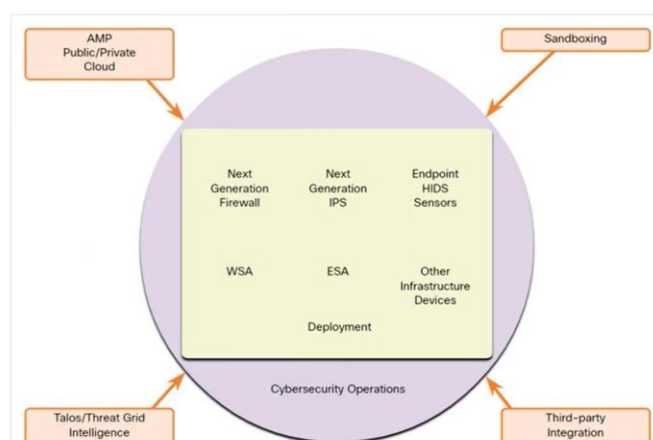 AMP
Public/Private
Cloud
Sandboxing
Next
Generation
Firewall
Next
Generation
IPS
Endpoint
HIDS
Sensors
WSA
ESA
Other
Infrastructure
Devices
Deployment
Cybersecurity Operations
Talos/Threat Grid
Intelligence
Third-party
Integration